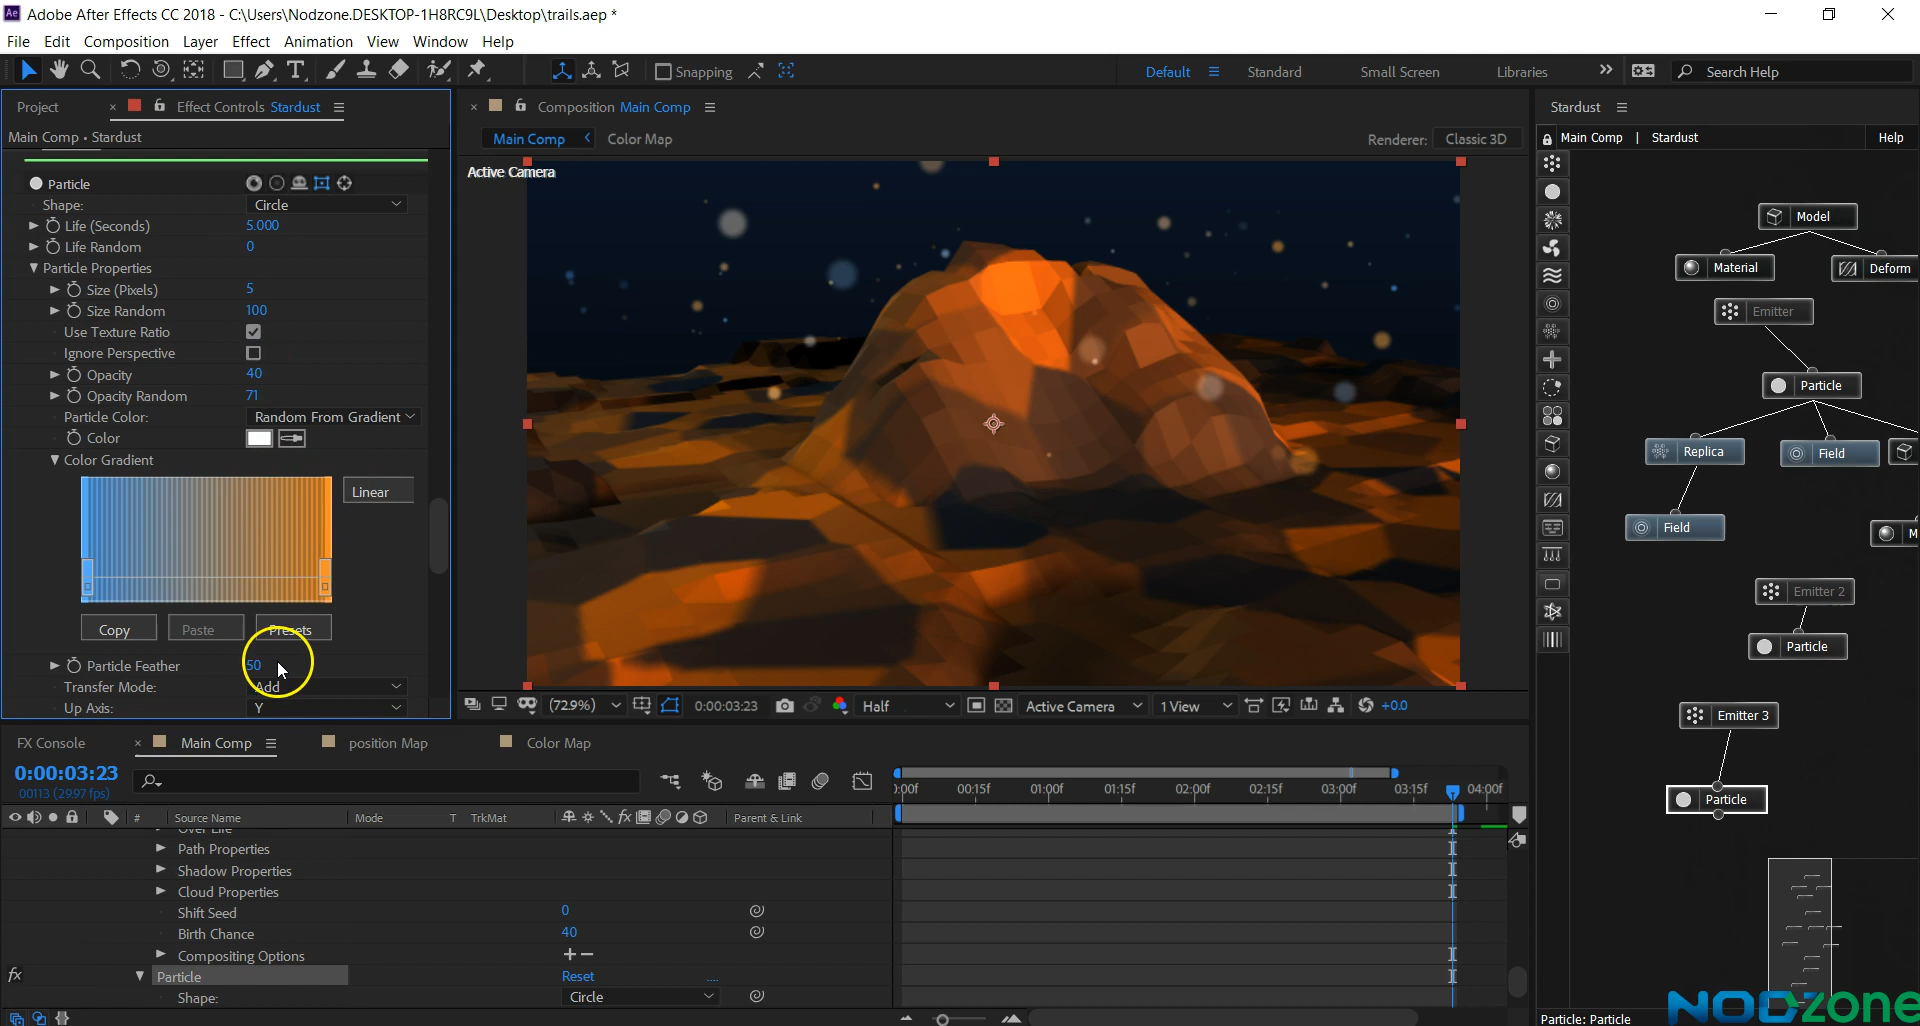 Adobe After Effects CC 2018 - C:\Users\Nodzone.DESKTOP-1H8RC9L\Desktop\trails.aep *
File Edit Composition Layer Effect Animation View Window Help
Snapping Default Standard Small Screen Libraries Search Help
Project Effect Controls Stardust
Main Comp • Stardust
Particle
Shape: Circle
Life (Seconds) 5.000
Life Random 0
Particle Properties
Size (Pixels) 5
Size Random 100
Use Texture Ratio
Ignore Perspective
Opacity 40
Opacity Random 71
Particle Color: Random From Gradient
Color
Color Gradient
Linear
Copy Paste Presets
Particle Feather 50
Transfer Mode: Add
Up Axis: Y
Composition Main Comp
Main Comp Color Map Renderer: Classic 3D
Active Camera
(72.9%) 0:00:03:23 Half Active Camera 1 View +0.0
Stardust
Main Comp | Stardust Help
Model
Material Deform
Emitter
Particle
Replica Field
Field
M
Emitter 2
Particle
Emitter 3
Particle
FX Console Main Comp position Map Color Map
0:00:03:23
00113 (29.97 fps)
# Source Name Mode T TrkMat fx Parent & Link
:00f 00:15f 01:00f 01:15f 02:00f 02:15f 03:00f 03:15f 04:00f
Over Life
Path Properties
Shadow Properties
Cloud Properties
Shift Seed 0
Birth Chance 40
Compositing Options
fx Particle Reset ....
Shape: Circle
NODzone
Particle: Particle